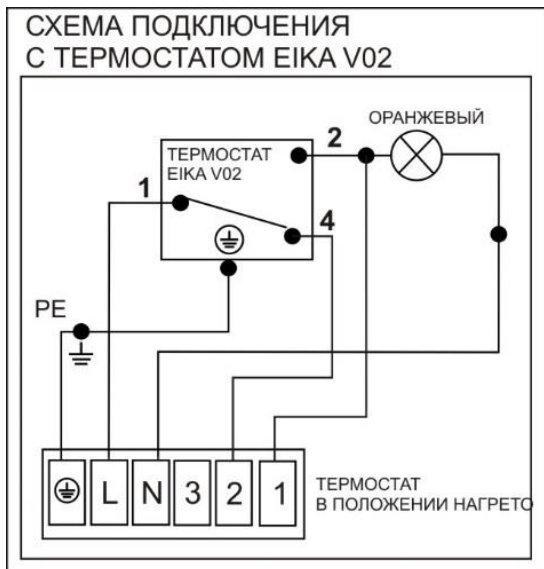 СХЕМА ПОДКЛЮЧЕНИЯ
С ТЕРМОСТАТОМ EIKA V02
ОРАНЖЕВЫЙ
2
ТЕРМОСТАТ
EIKA V02
1
4
PE
L N 3 2 1
ТЕРМОСТАТ
В ПОЛОЖЕНИИ НАГРЕТО